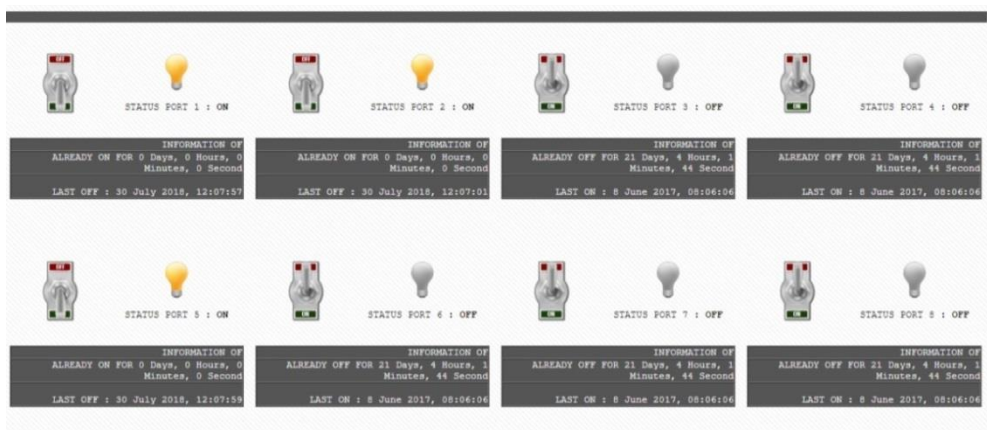 OFF
STATUS PORT 1 : ON
OFF
STATUS PORT 2 : ON
ON
STATUS PORT 3 : OFF
ON
STATUS PORT 4 : OFF
INFORMATION OF
ALREADY ON FOR 0 Days, 0 Hours, 0
Minutes, 0 Second
LAST OFF : 30 July 2018, 12:07:57
INFORMATION OF
ALREADY ON FOR 0 Days, 0 Hours, 0
Minutes, 0 Second
LAST OFF : 30 July 2018, 12:07:01
INFORMATION OF
ALREADY OFF FOR 21 Days, 4 Hours, 1
Minutes, 44 Second
LAST ON : 8 June 2017, 08:06:06
INFORMATION OF
ALREADY OFF FOR 21 Days, 4 Hours, 1
Minutes, 44 Second
LAST ON : 8 June 2017, 08:06:06
OFF
STATUS PORT 5 : ON
ON
STATUS PORT 6 : OFF
ON
STATUS PORT 7 : OFF
ON
STATUS PORT 8 : OFF
INFORMATION OF
ALREADY ON FOR 0 Days, 0 Hours, 0
Minutes, 0 Second
LAST OFF : 30 July 2018, 12:07:59
INFORMATION OF
ALREADY OFF FOR 21 Days, 4 Hours, 1
Minutes, 44 Second
LAST ON : 8 June 2017, 08:06:06
INFORMATION OF
ALREADY OFF FOR 21 Days, 4 Hours, 1
Minutes, 44 Second
LAST ON : 8 June 2017, 08:06:06
INFORMATION OF
ALREADY OFF FOR 21 Days, 4 Hours, 1
Minutes, 44 Second
LAST ON : 8 June 2017, 08:06:06